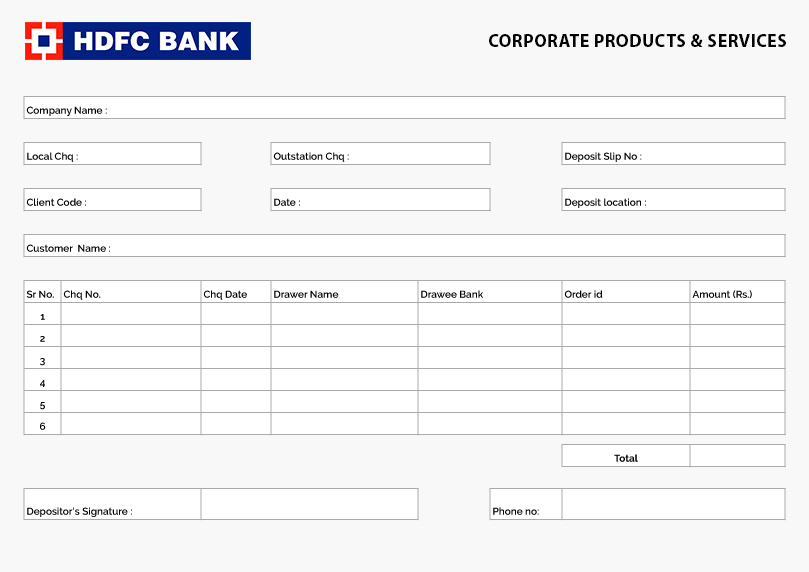 HDFC BANK
CORPORATE PRODUCTS & SERVICES
Company Name :
Local Chq : Outstation Chq : Deposit Slip No :
Client Code : Date : Deposit location :
Customer Name :
Sr No. Chq No. Chq Date Drawer Name Drawee Bank Order id Amount (Rs.)
1
2
3
4
5
6
Total
Depositor's Signature : Phone no: